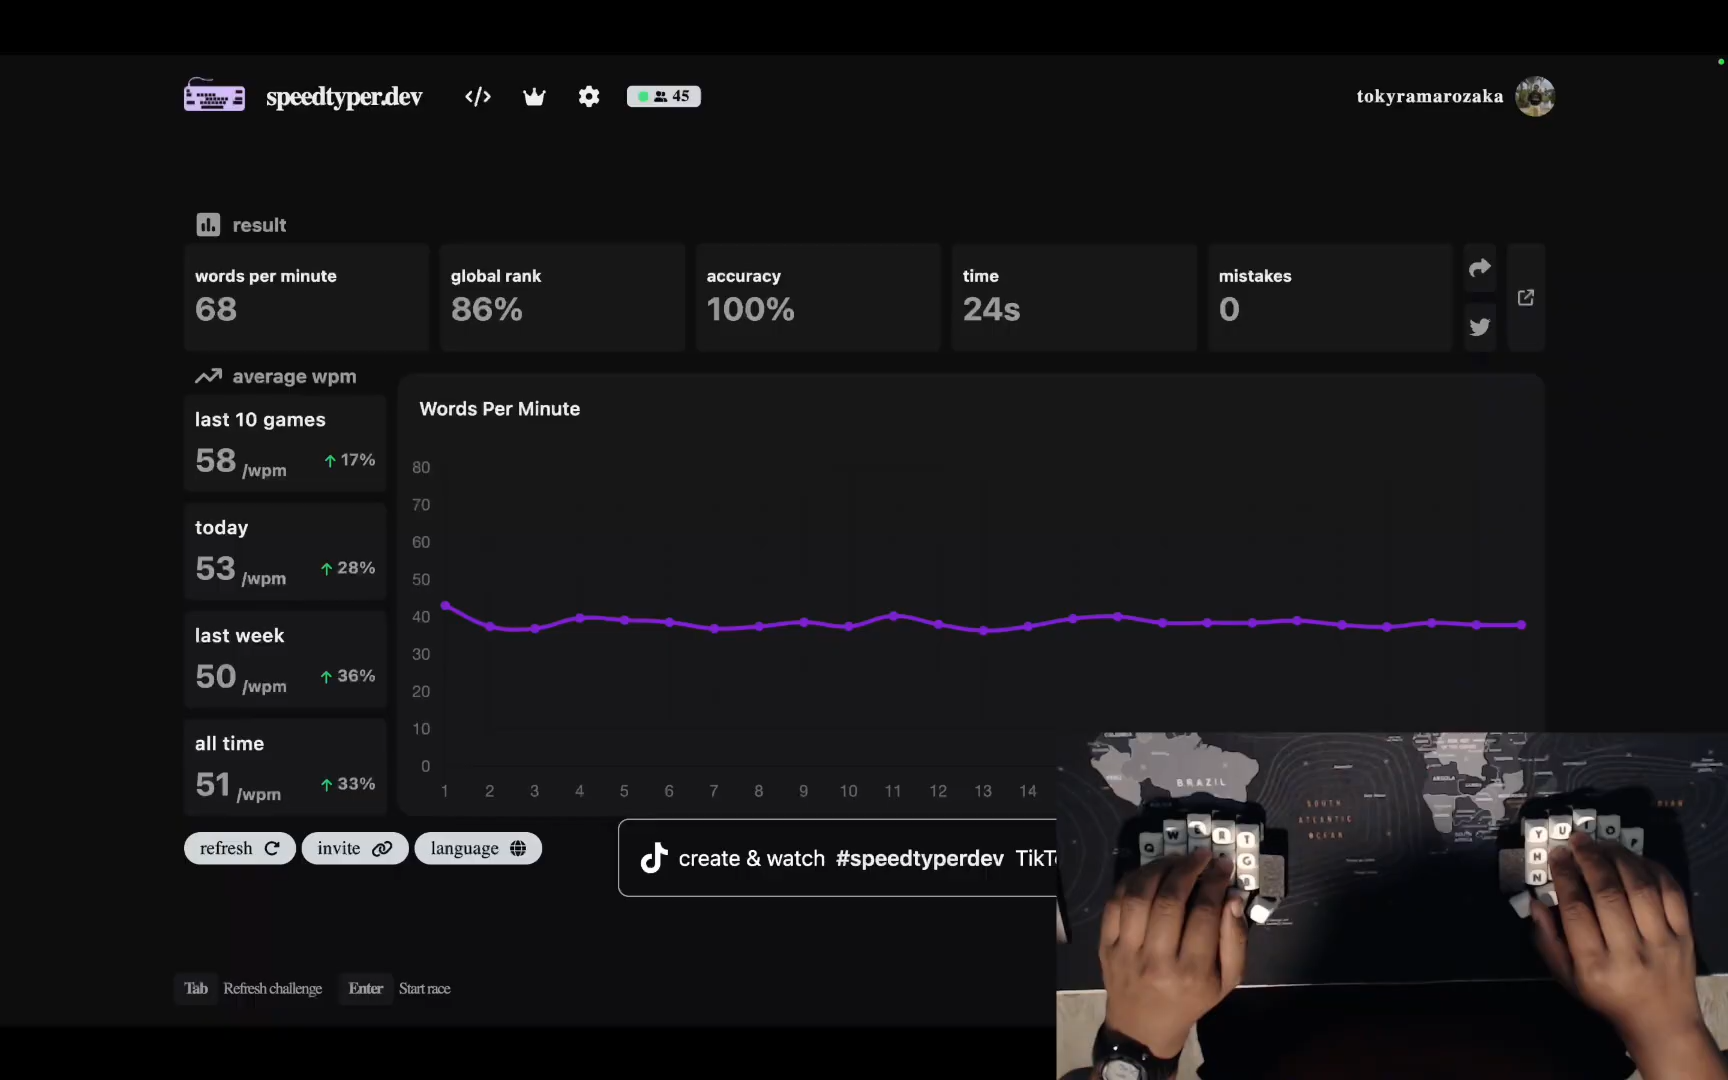 speedtyper.dev
</>
45
tokyramarozaka
result
words per minute
68
global rank
86%
accuracy
100%
time
24s
mistakes
0
average wpm
last 10 games
58 /wpm
17%
today
53 /wpm
28%
last week
50 /wpm
36%
all time
51 /wpm
33%
Words Per Minute
80
70
60
50
40
30
20
10
0
1 2 3 4 5 6 7 8 9 10 11 12 13 14
refresh
invite
language
create & watch #speedtyperdev TikTo
Tab Refresh challenge Enter Start race
BRAZIL
SOUTH
ATLANTIC
OCEAN
Q W E R T
G
Y U I O P
H
N